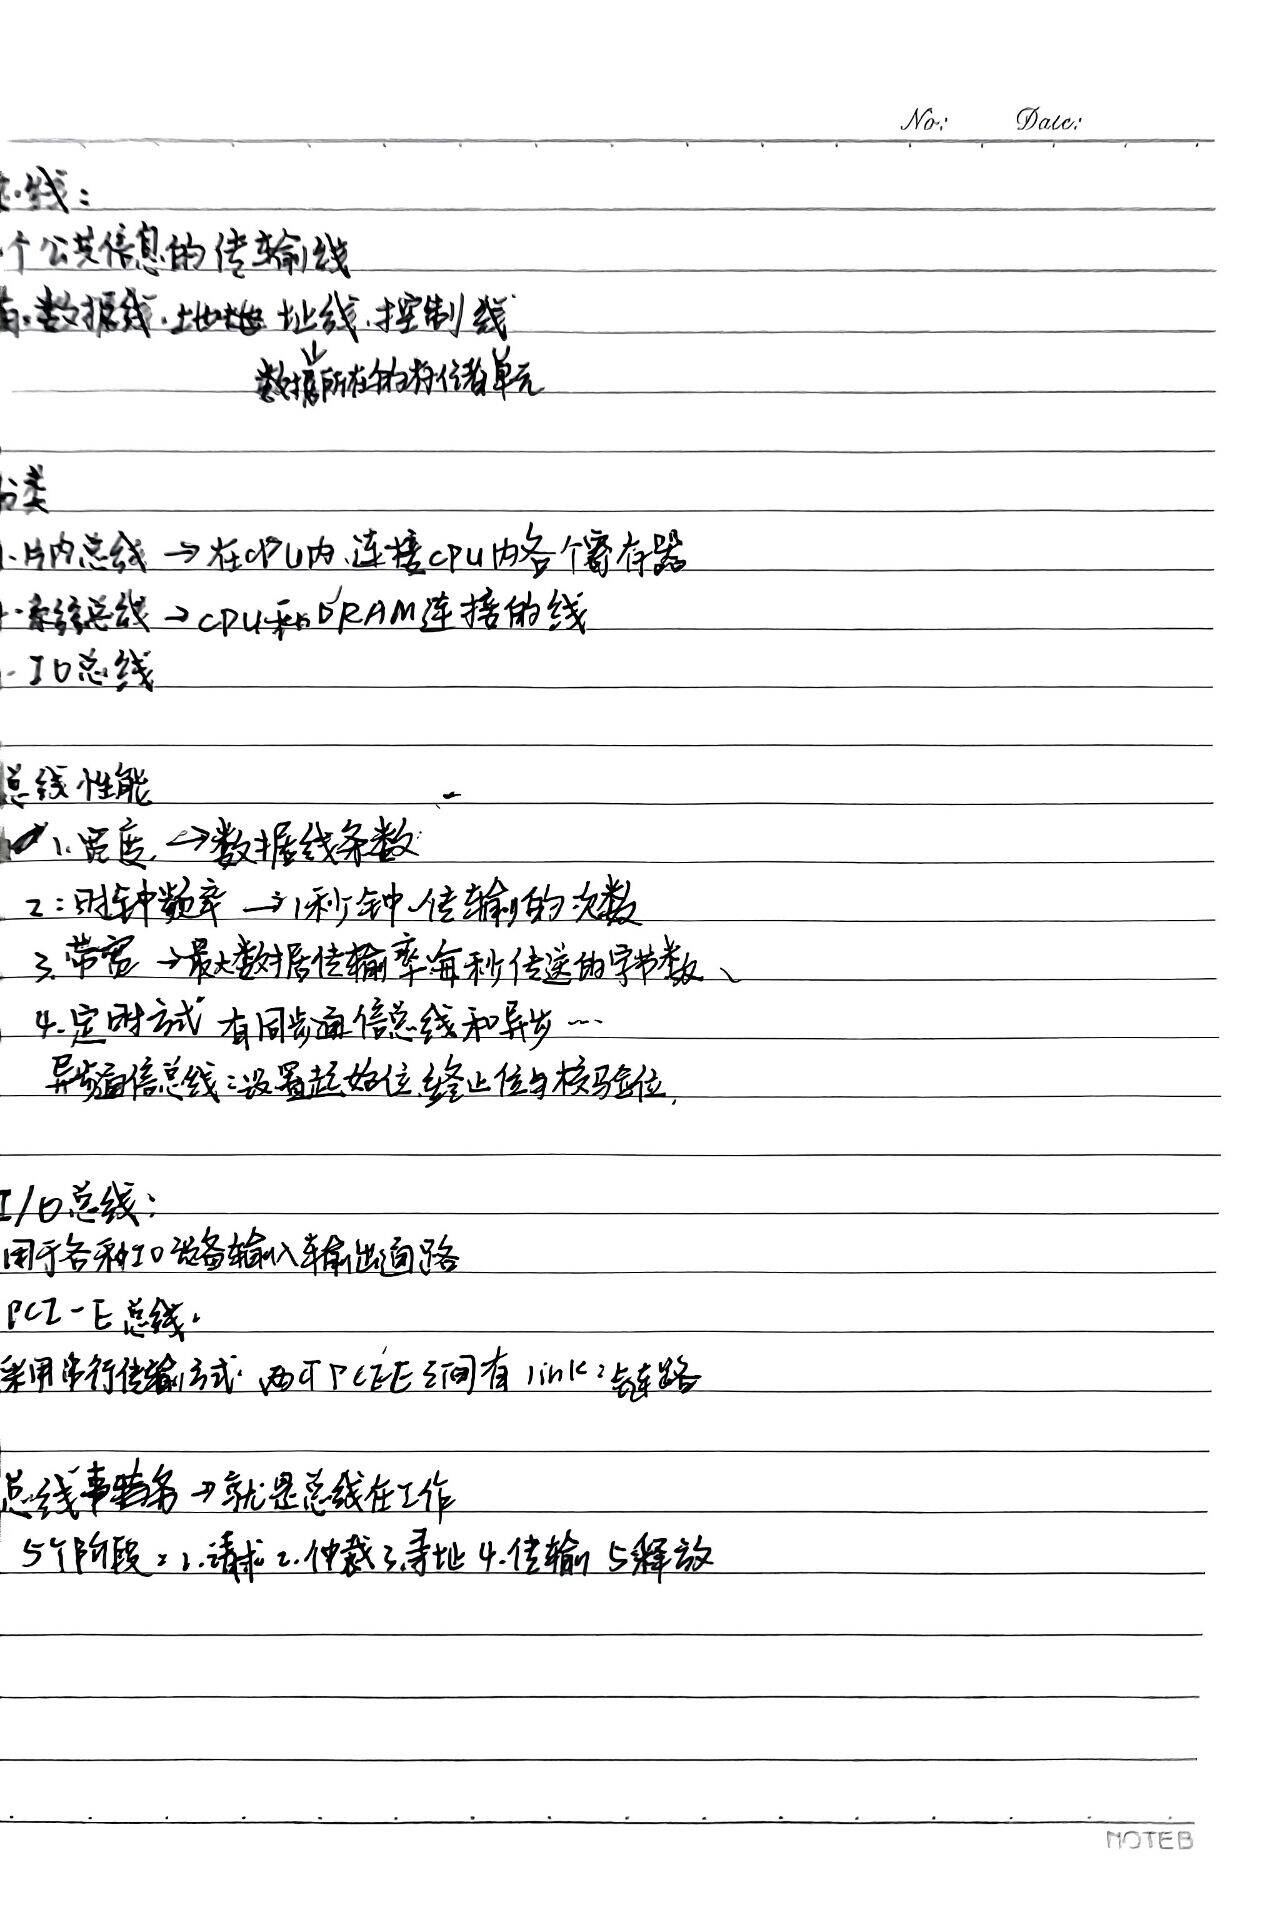 No: Date:
总线：
个公共信息的传输线
有·数据线·地址线、控制线
数据所在的存储单元
分类
1、片内总线→在CPU内、连接CPU内各个寄存器
系统总线→CPU和DRAM连接的线
IO总线
总线性能
1、宽度、→数据线条数
2：时钟频率→1秒钟、传输的次数
3、带宽→最大数据传输率每秒传送的字节数、
4、定时方式 有同步通信总线和异步…
异步通信总线：设置起始位、终止位与校验位，
I/O总线：
用于各种IO设备输入输出通路
PCI-E总线、
采用串行传输方式、两个PCIE之间有link：链路
总线事务→就是总线在工作
5个阶段：1、请求 2、仲裁 3、寻址 4、传输 5释放
NOTEB